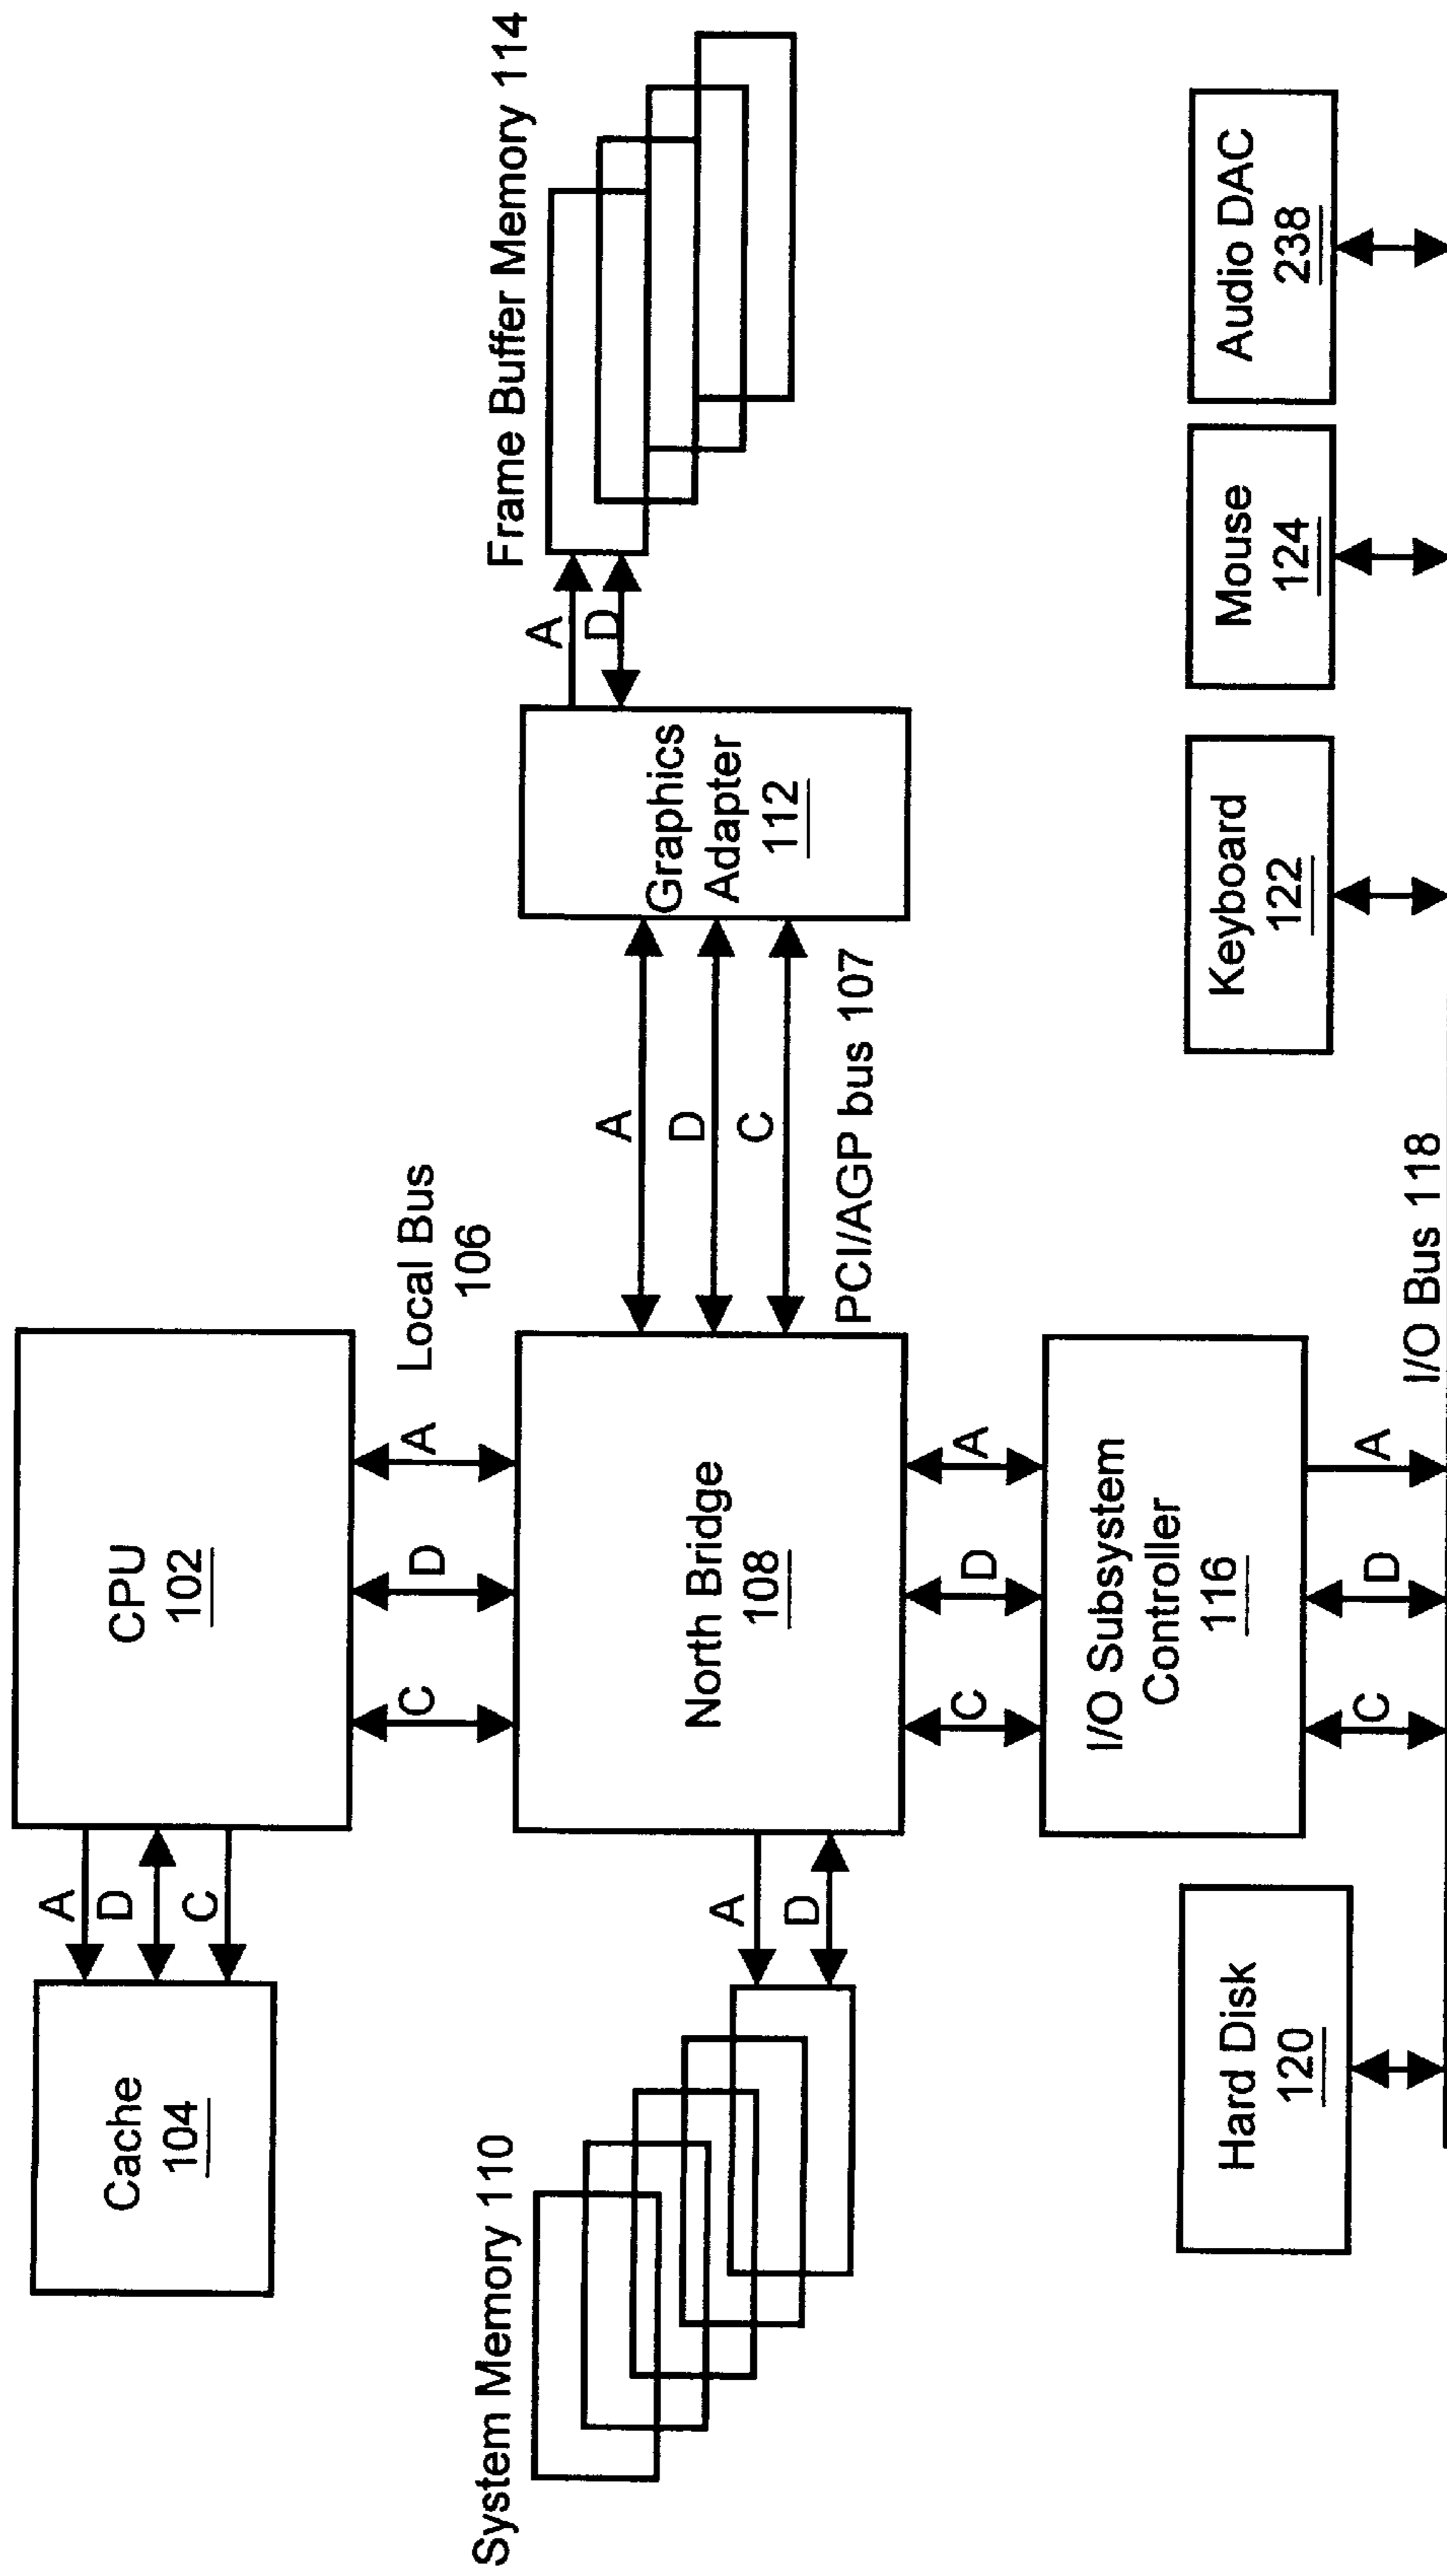 Cache
104
A
D
C
CPU
102
C
D
A
Local Bus
106
System Memory 110
A
D
North Bridge
108
A
D
C
PCI/AGP bus 107
Graphics
Adapter
112
A
D
Frame Buffer Memory 114
C
D
A
I/O Subsystem
Controller
116
C
D
A
I/O Bus 118
Hard Disk
120
Keyboard
122
Mouse
124
Audio DAC
238